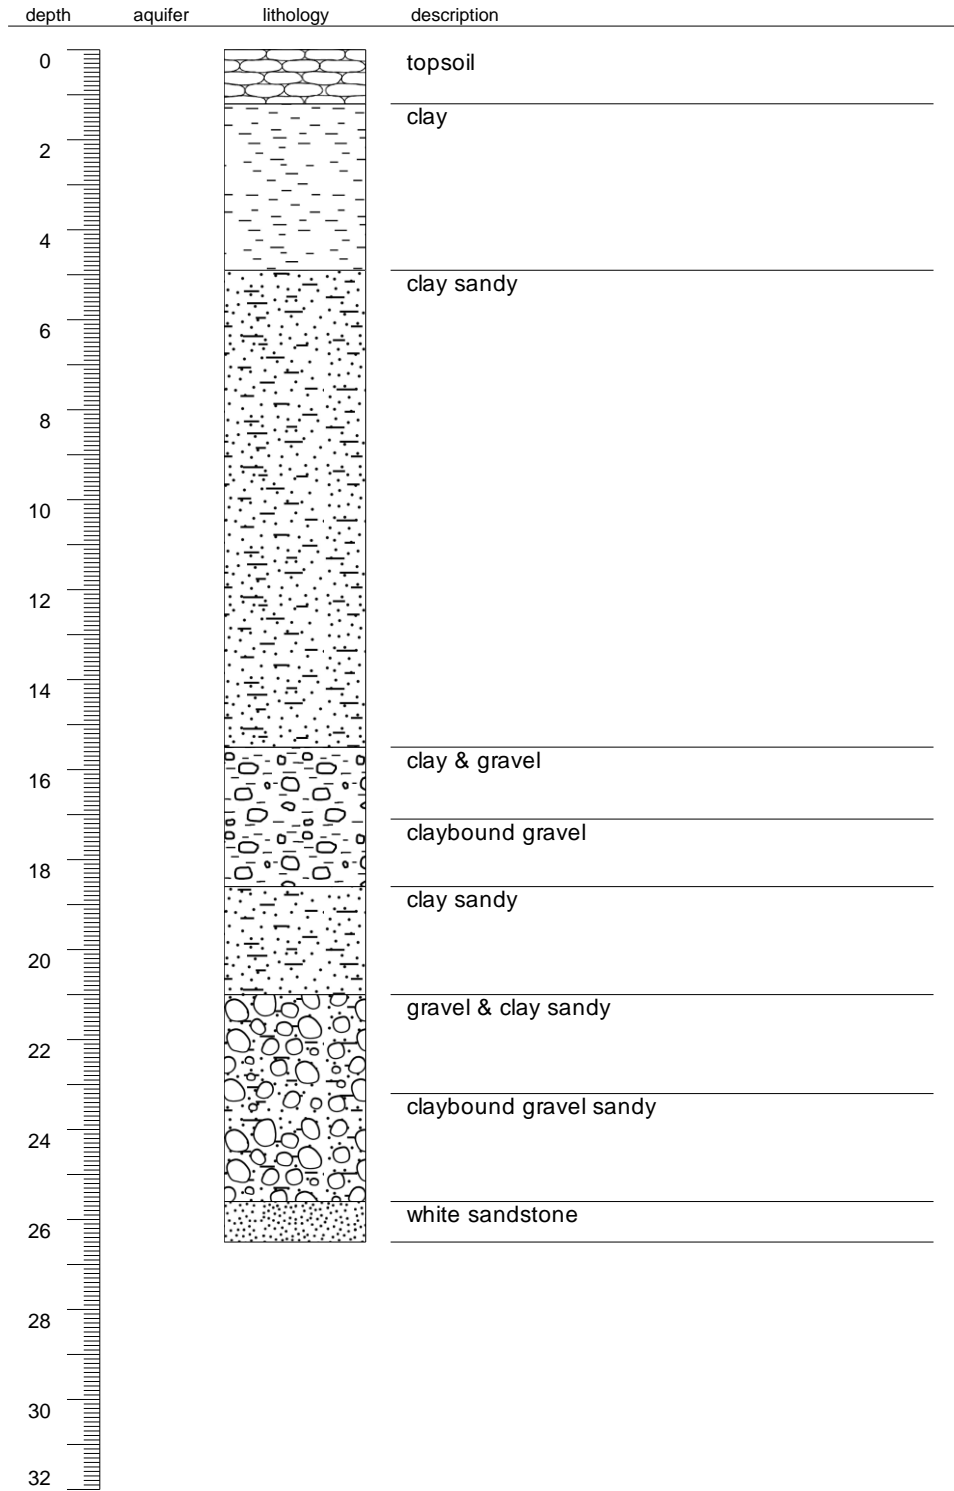 depth aquifer lithology description
0 topsoil
clay
2
4
clay sandy
6
8
10
12
14
clay & gravel
16
claybound gravel
18
clay sandy
20
gravel & clay sandy
22
claybound gravel sandy
24
white sandstone
26
28
30
32